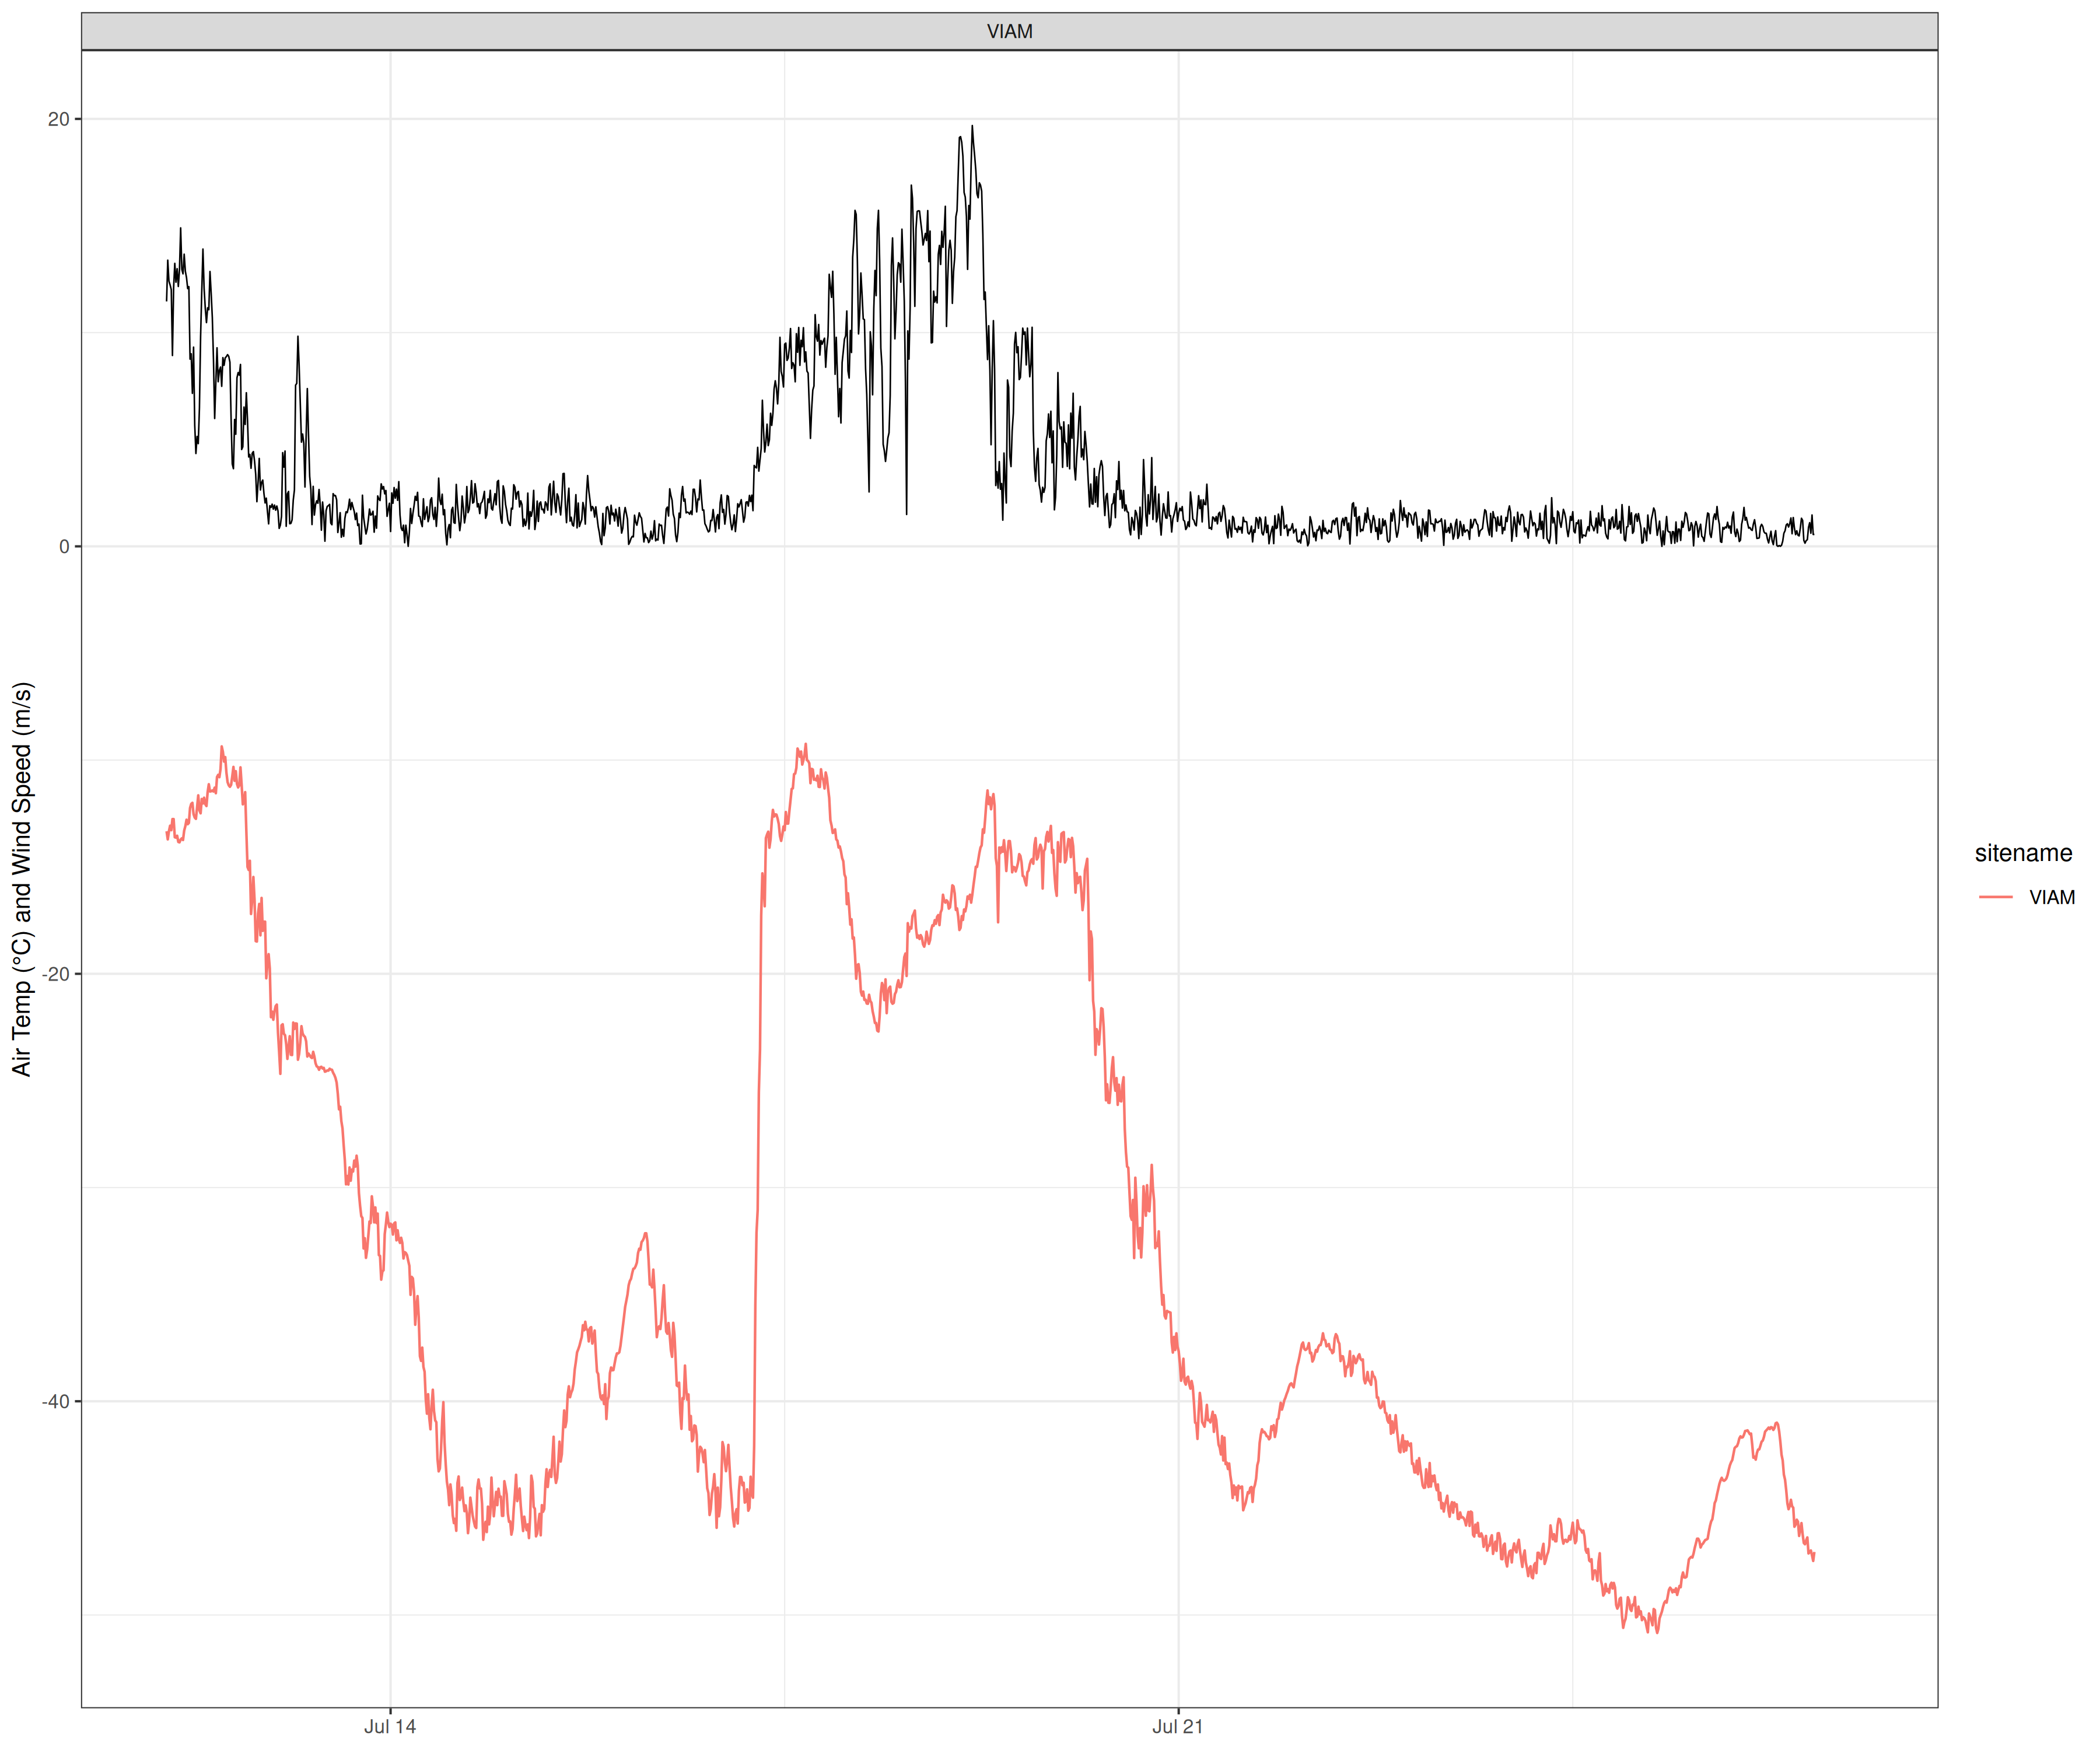 VIAM
20
0
-20
-40
Air Temp (°C) and Wind Speed (m/s)
Jul 14
Jul 21
sitename
VIAM